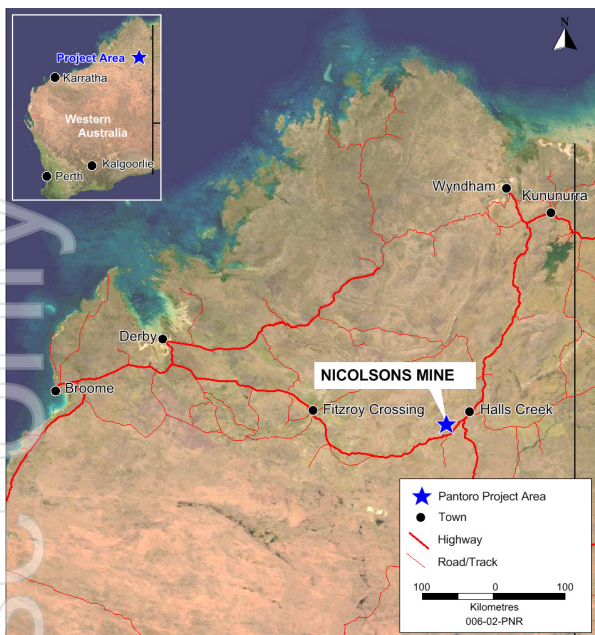 N
Project Area
Karratha
Western
Australia
Kalgoorlie
Perth
Wyndham
Kununurra
Derby
NICOLSONS MINE
Broome
Fitzroy Crossing
Halls Creek
Pantoro Project Area
Town
Highway
Road/Track
100 0 100
Kilometres
006-02-PNR